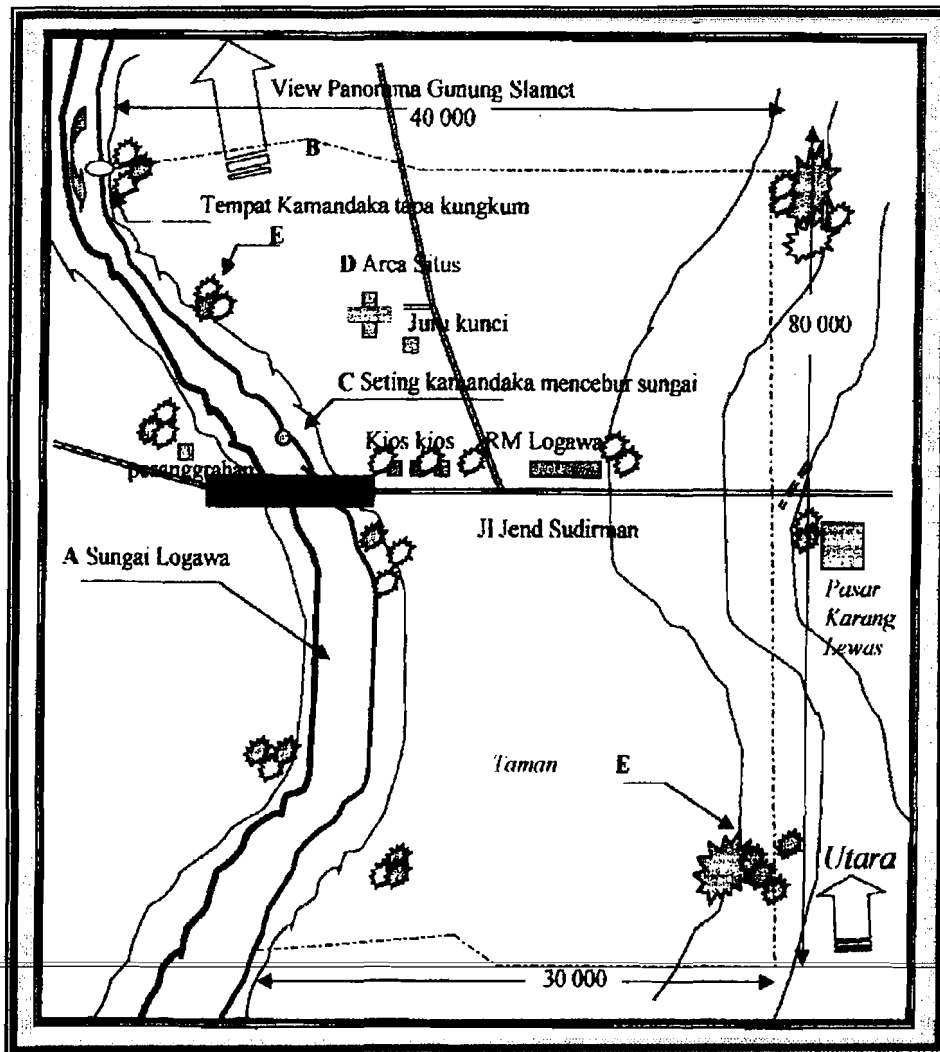 View Panorama Gunung Slamet
40 000
B
Tempat Kamandaka tapa kungkum
E
D Arca Situs
Juru kunci
80 000
C Seting kamandaka mencebur sungai
Kios kios
RM Logawa
pesanggrahan
Jl Jend Sudirman
A Sungai Logawa
Pasar
Karang
Lewas
Taman
E
Utara
30 000